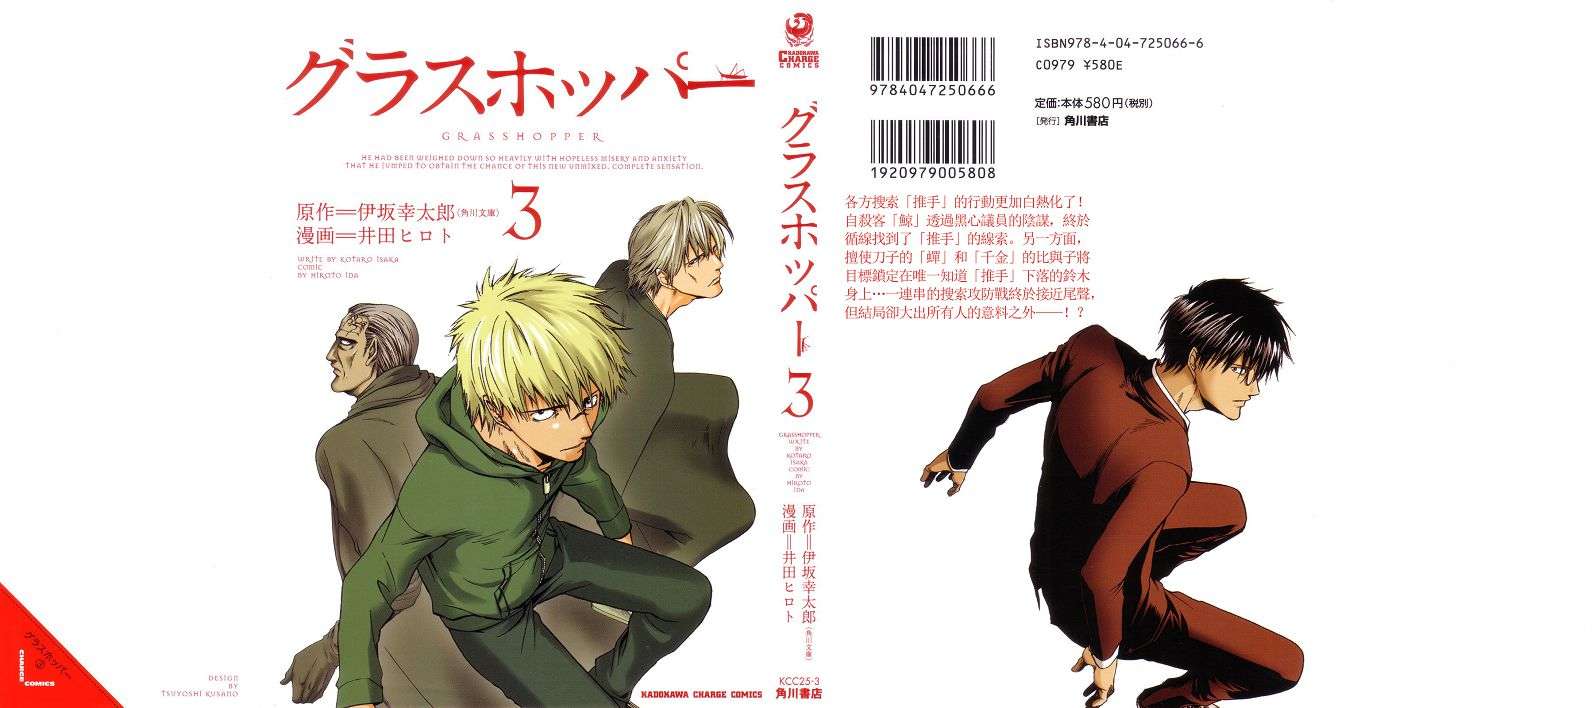 グラスホッパー
GRASSHOPPER
HE HAD BEEN WEIGHED DOWN SO HEAVILY WITH HOPELESS MISERY AND ANXIETY
THAT HE JUMPED TO OBTAIN THE CHANCE OF THIS NEW UNMIXED, COMPLETE SENSATION.
原作＝伊坂幸太郎（角川文庫）
漫画＝井田ヒロト
3
WRITE BY KOTARO ISAKA
COMIC
BY HIROTO IDA
KADOKAWA CHARGE COMICS
グラスホッパー③
CHARGE
COMICS
DESIGN
BY
TSUYOSHI KUSANO
KADOKAWA
CHARGE
COMICS
グラスホッパー
3
GRASSHOPPER
WRITE
BY
KOTARO
ISAKA
COMIC
BY
HIROTO
IDA
原作＝伊坂幸太郎（角川文庫）
漫画＝井田ヒロト
KCC25-3
角川書店
9784047250666
1920979005808
ISBN978-4-04-725066-6
C0979 ¥580E
定価:本体580円(税別)
[発行] 角川書店
各方搜索「推手」的行動更加白熱化了!
自殺客「鯨」透過黑心議員的陰謀，終於
循線找到了「推手」的線索。另一方面，
擅使刀子的「蟬」和「千金」的比與子將
目標鎖定在唯一知道「推手」下落的鈴木
身上…一連串的搜索攻防戰終於接近尾聲，
但結局卻大出所有人的意料之外——！？